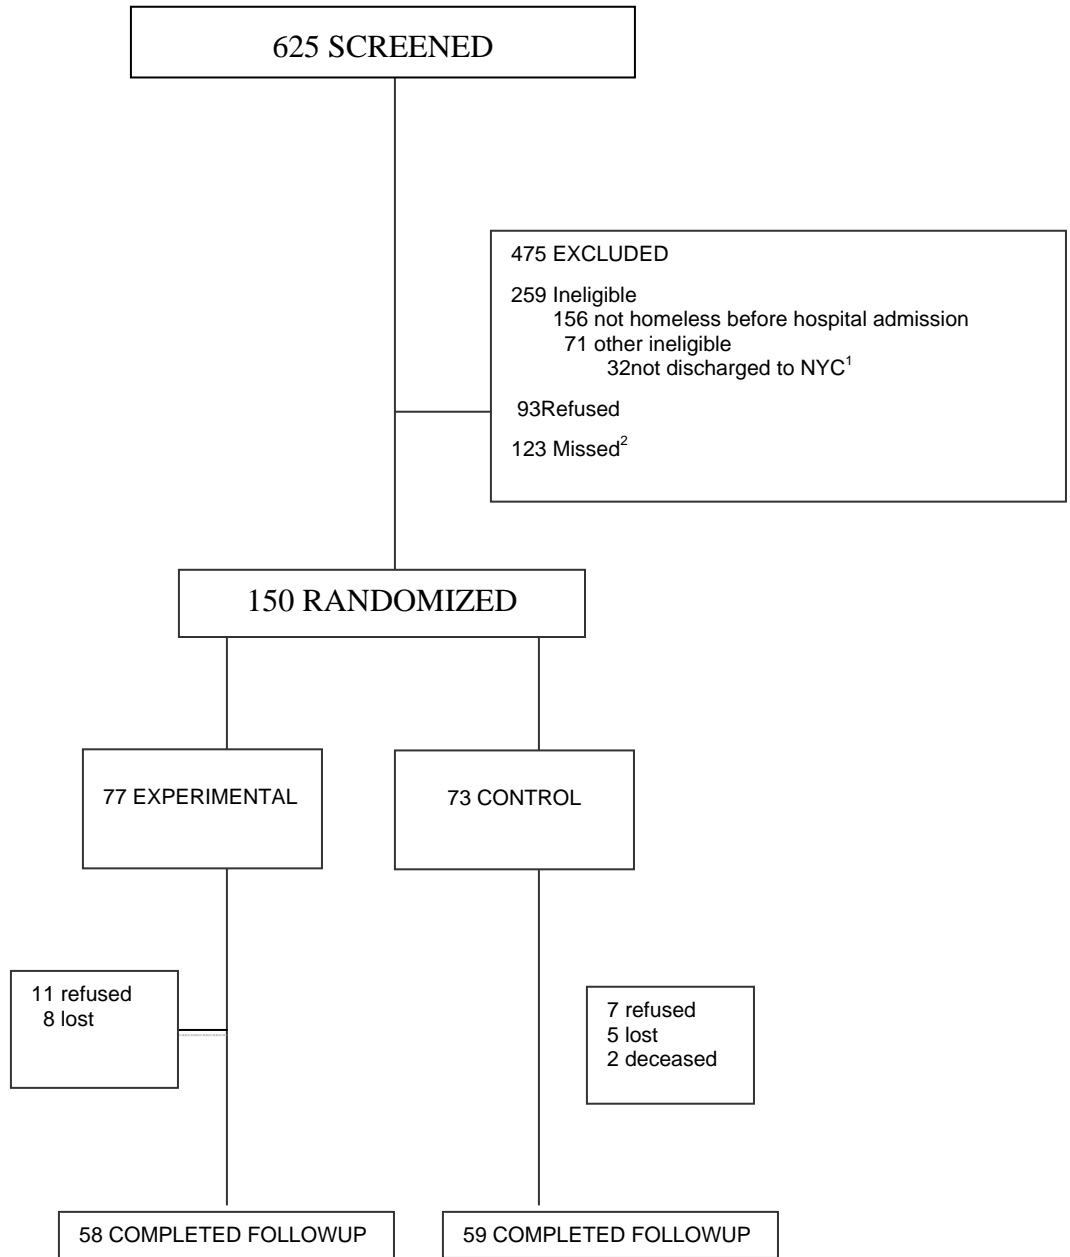 625 SCREENED
475 EXCLUDED
259 Ineligible
156 not homeless before hospital admission
71 other ineligible
32not discharged to NYC¹
93Refused
123 Missed²
150 RANDOMIZED
77 EXPERIMENTAL
73 CONTROL
11 refused
8 lost
7 refused
5 lost
2 deceased
58 COMPLETED FOLLOWUP
59 COMPLETED FOLLOWUP